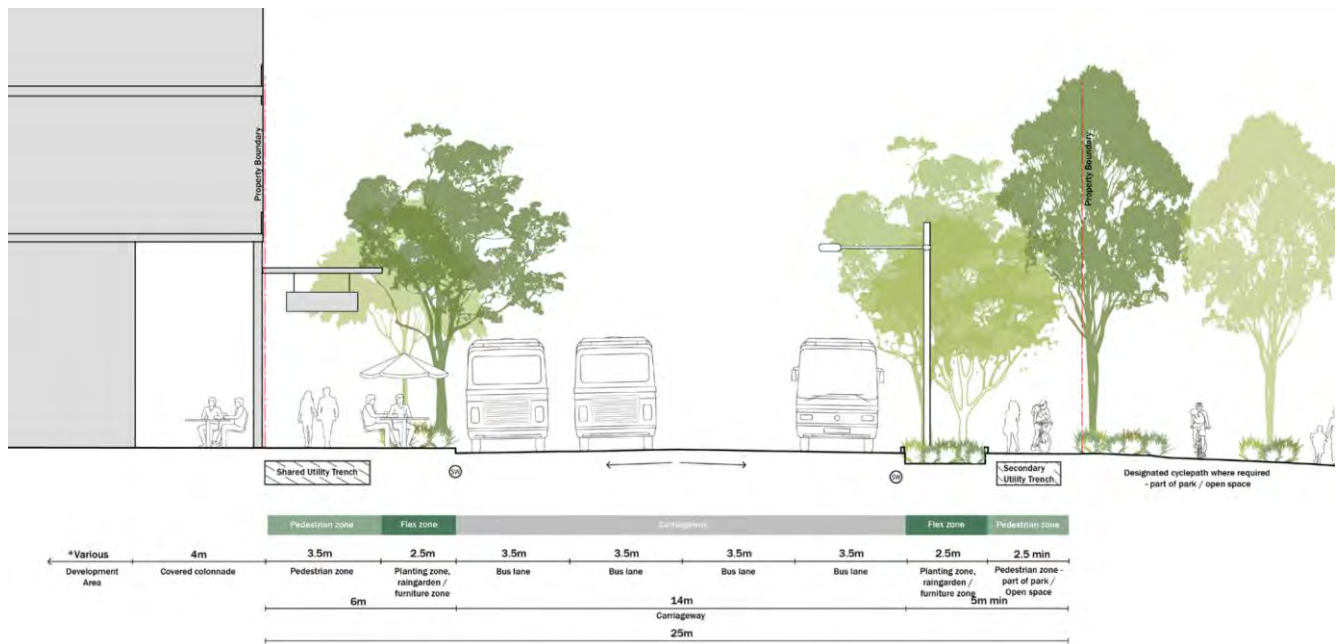 Property Boundary
Property Boundary
Shared Utility Trench
SW
SW
Secondary
Utility Trench
Designated cyclepath where required
- part of park / open space
Pedestrian zone
Flex zone
Carriageway
Flex zone
Pedestrian zone
*Various
4m
3.5m
2.5m
3.5m
3.5m
3.5m
3.5m
2.5m
2.5 min
Development
Area
Covered colonnade
Pedestrian zone
Planting zone,
raingarden /
furniture zone
Bus lane
Bus lane
Bus lane
Bus lane
Planting zone,
raingarden /
furniture zone
Pedestrian zone -
part of park /
Open space
6m
14m
5m min
Carriageway
25m